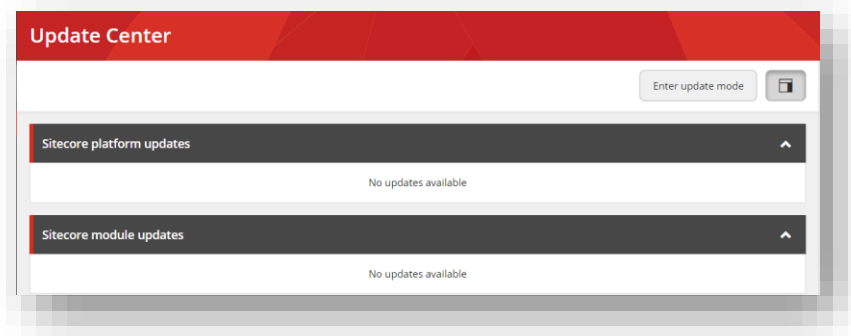 Update Center
Enter update mode
Sitecore platform updates
No updates available
Sitecore module updates
No updates available